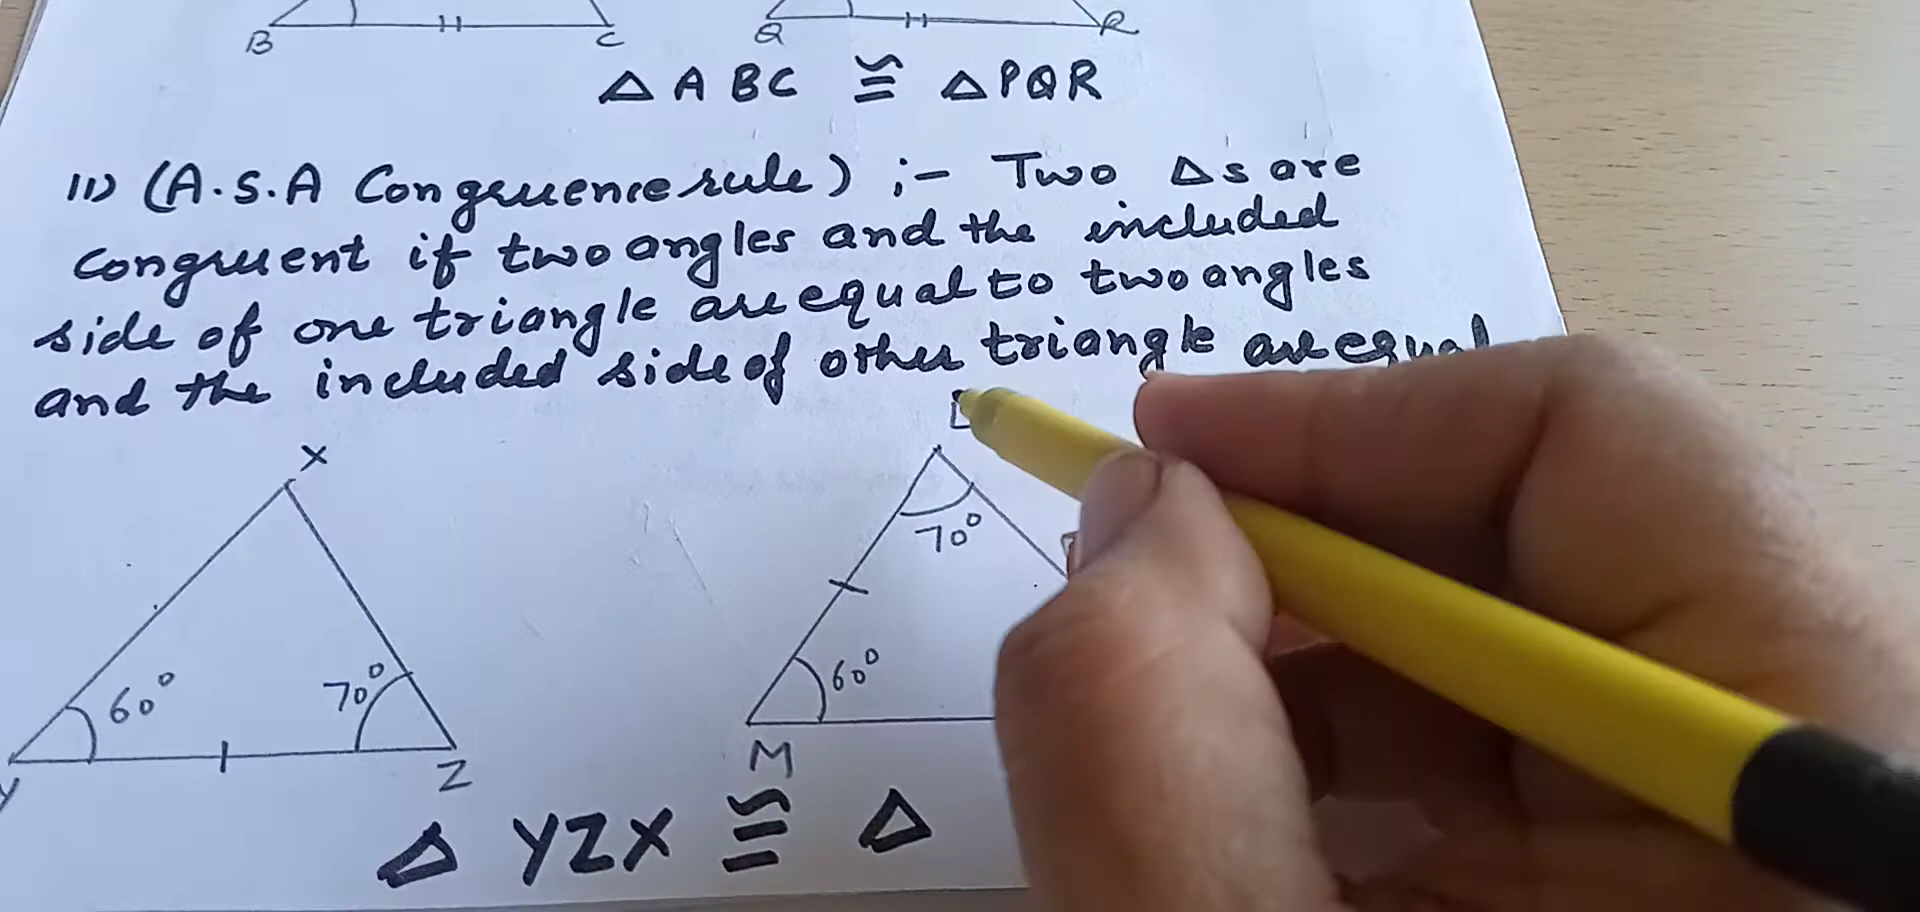 B C Q R
△ABC ≅ △PQR
ii) (A.S.A Congruence rule) :- Two △s are
congruent if two angles and the included
side of one triangle are equal to two angles
and the included side of other triangle are equal
X
70°
60° 70° 60°
Z M
△YZX ≅ △